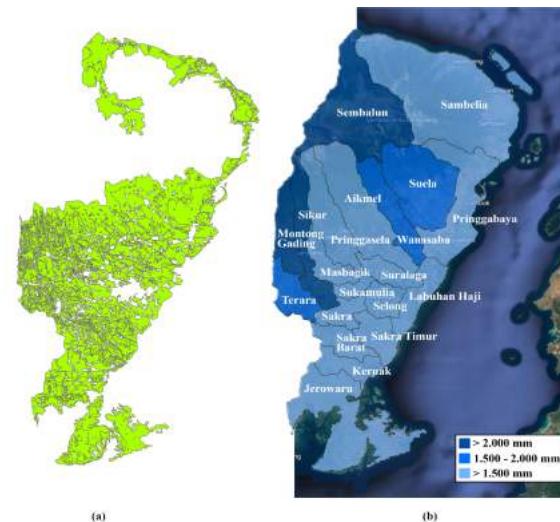 Sembalun
Sambelia
Suela
Aikmel
Sikur
Pringgabaya
Montong
Gading
Pringgasela
Wanasaba
Masbagik
Suralaga
Terara
Sukamulia
Labuhan Haji
Selong
Sakra
Sakra
Barat
Sakra Timur
Keruak
Jerowaru
> 2.000 mm
1.500 - 2.000 mm
> 1.500 mm
(a)
(b)